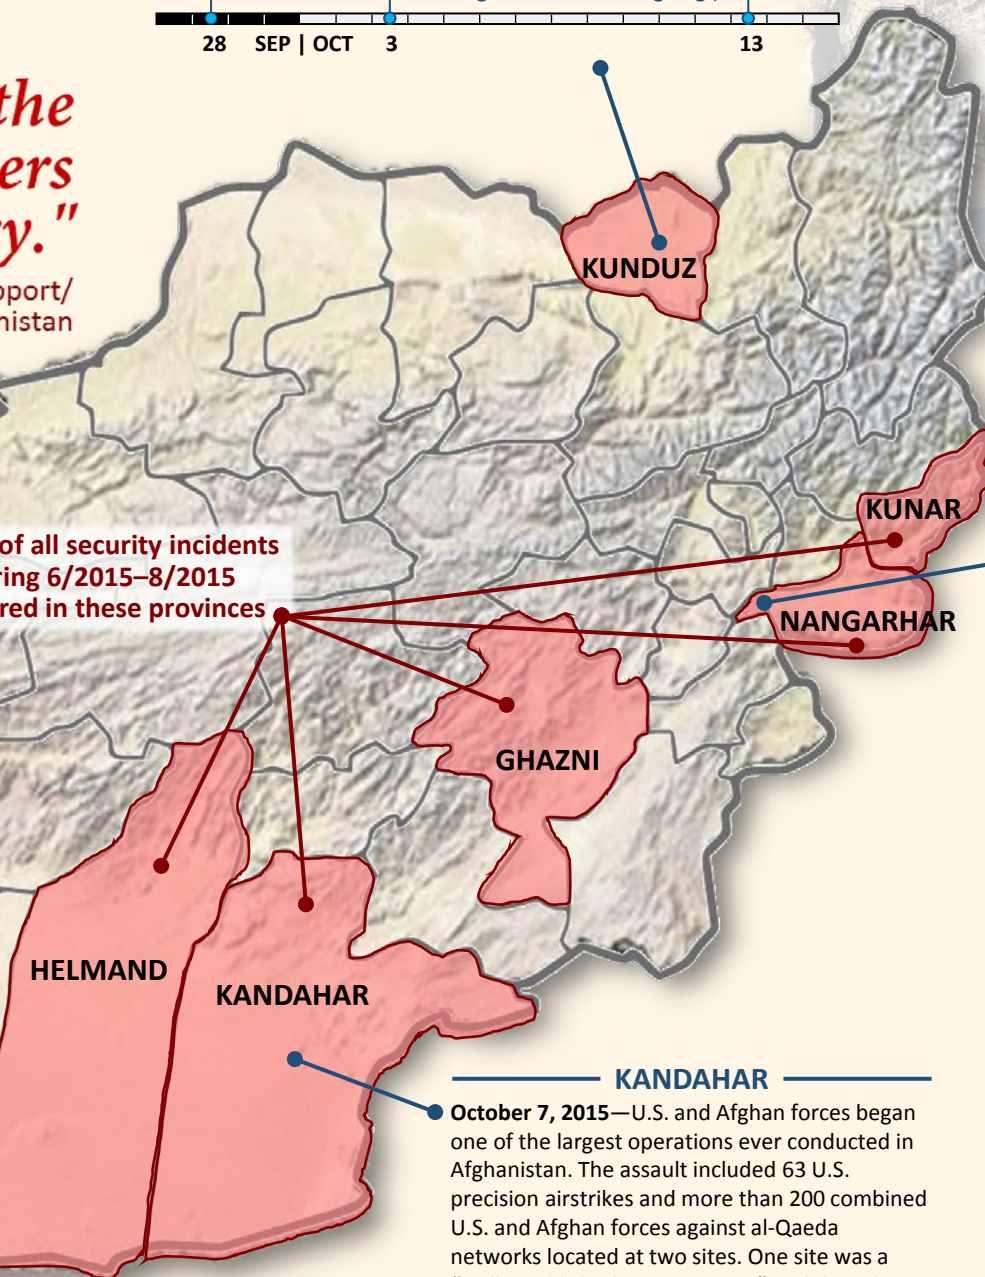 28 SEP | OCT 3 13
the
ers
y."
pport/
nistan
KUNDUZ
KUNAR
of all security incidents
ring 6/2015–8/2015
red in these provinces
NANGARHAR
GHAZNI
HELMAND
KANDAHAR
KANDAHAR
October 7, 2015—U.S. and Afghan forces began
one of the largest operations ever conducted in
Afghanistan. The assault included 63 U.S.
precision airstrikes and more than 200 combined
U.S. and Afghan forces against al-Qaeda
networks located at two sites. One site was a